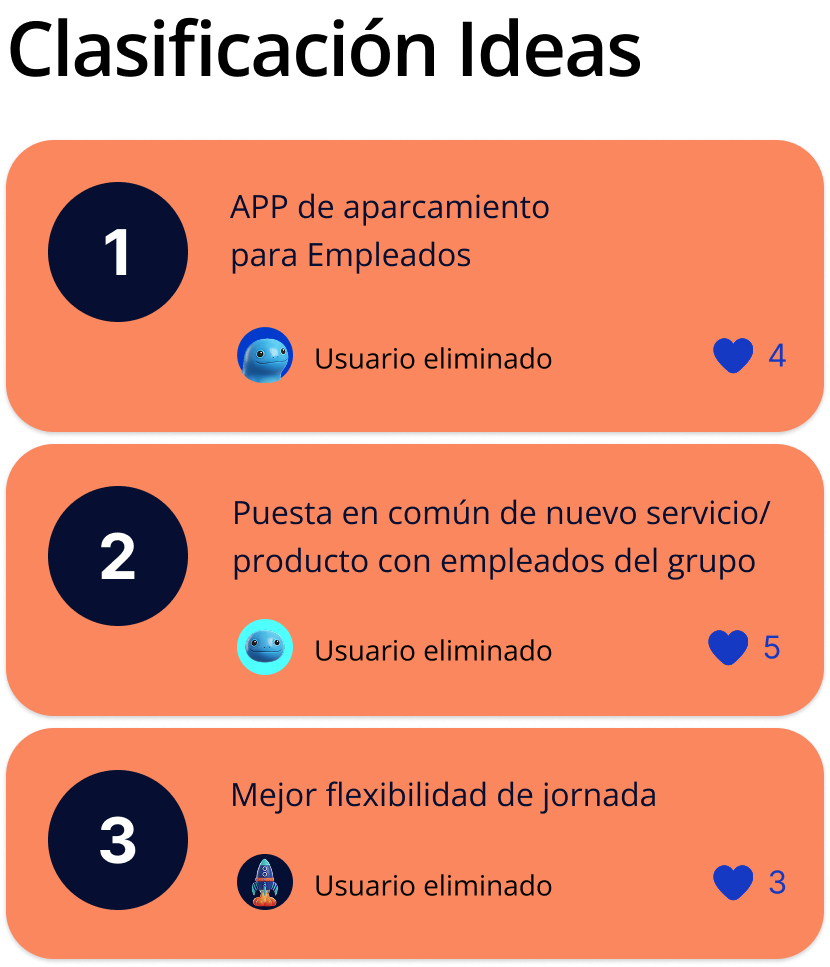 Clasificación Ideas
1
APP de aparcamiento
para Empleados
Usuario eliminado
4
2
Puesta en común de nuevo servicio/
producto con empleados del grupo
Usuario eliminado
5
3
Mejor flexibilidad de jornada
Usuario eliminado
3